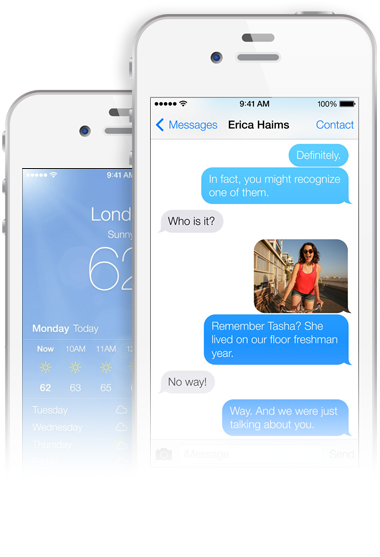 9:41 AM 100%
Messages Erica Haims Contact
Definitely.
In fact, you might recognize
one of them.
Who is it?
Remember Tasha? She
lived on our floor freshman
year.
No way!
Way. And we were just
talking about you.
iMessage Send
9:41 AM
Lond
Sunny
62
Monday Today
Now 10AM 11AM 12
62 63 65 6
Tuesday
Wednesday
Thursday